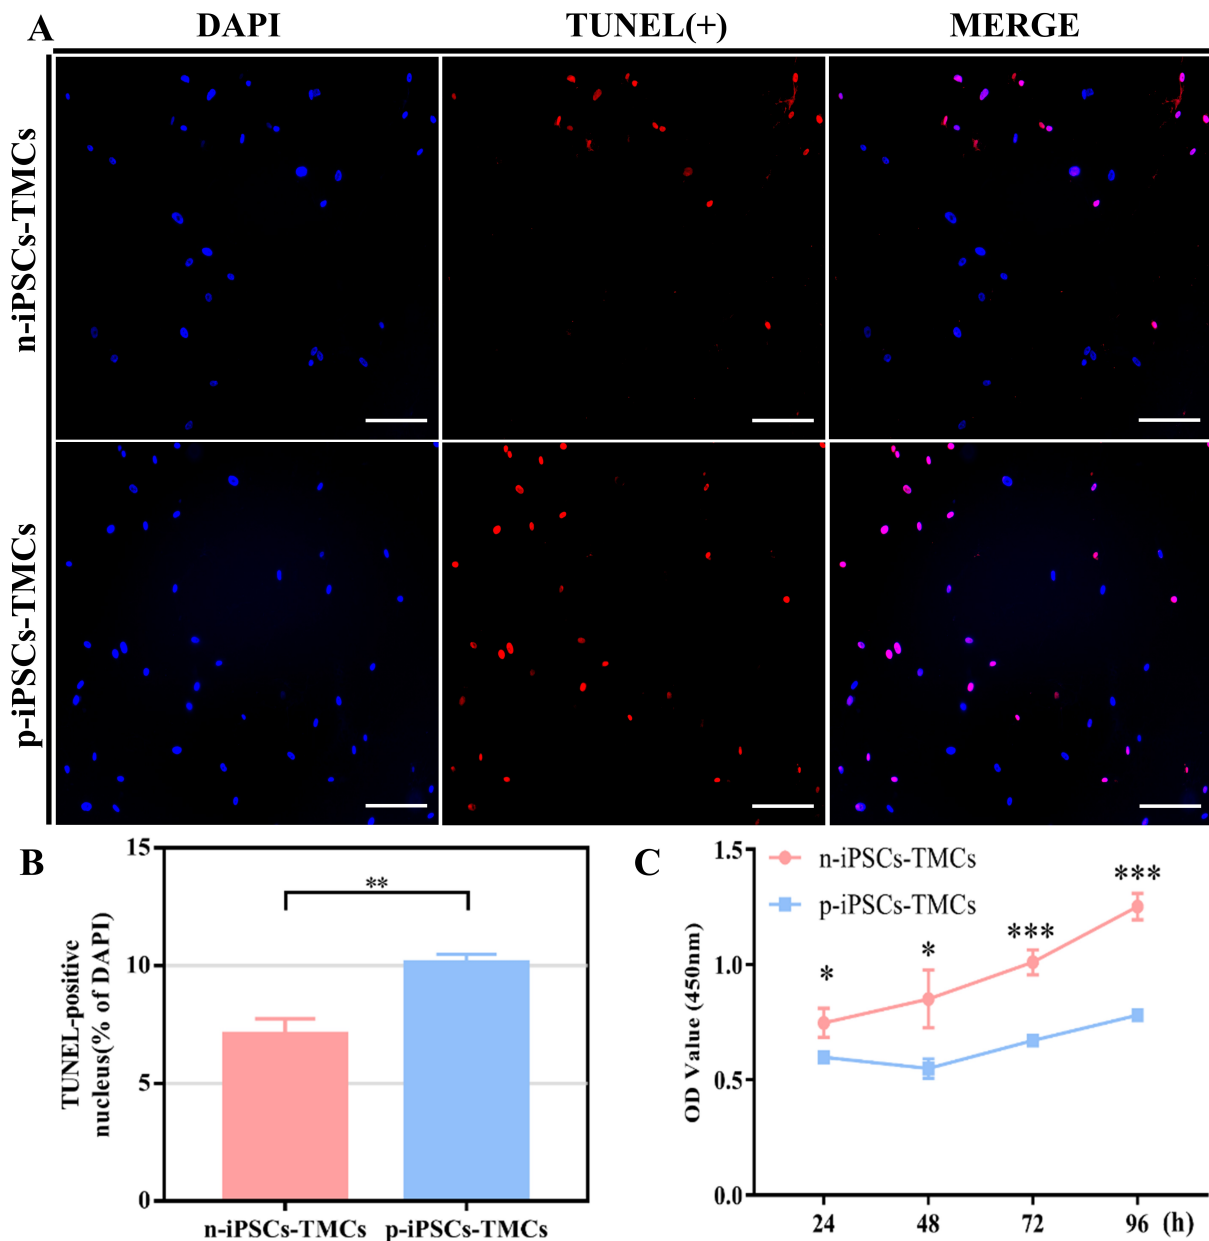 A
DAPI
TUNEL(+)
MERGE
n-iPSCs-TMCs
p-iPSCs-TMCs
B
15
10
5
0
TUNEL-positive
nucleus(% of DAPI)
**
n-iPSCs-TMCs
p-iPSCs-TMCs
C
n-iPSCs-TMCs
p-iPSCs-TMCs
1.5
1.0
0.5
0.0
OD Value (450nm)
*
*
***
***
24
48
72
96
(h)